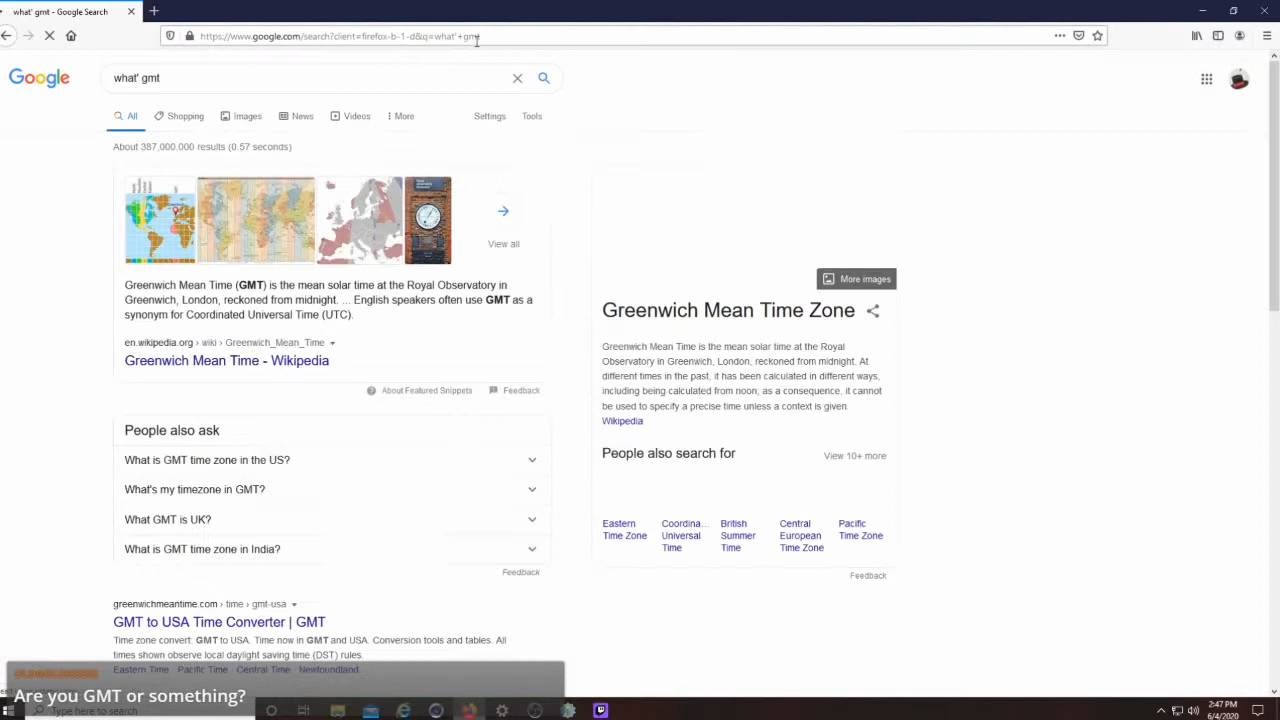 what' gmt - Google Search
https://www.google.com/search?client=firefox-b-1-d&q=what'+gmt
Google
what' gmt
All
Shopping
Images
News
Videos
More
Settings
Tools
About 387,000,000 results (0.57 seconds)
View all
Greenwich Mean Time (GMT) is the mean solar time at the Royal Observatory in
Greenwich, London, reckoned from midnight. ... English speakers often use GMT as a
synonym for Coordinated Universal Time (UTC).
en.wikipedia.org › wiki › Greenwich_Mean_Time
Greenwich Mean Time - Wikipedia
About Featured Snippets
Feedback
People also ask
What is GMT time zone in the US?
What's my timezone in GMT?
What GMT is UK?
What is GMT time zone in India?
Feedback
greenwichmeantime.com › time › gmt-usa
GMT to USA Time Converter | GMT
Time zone convert: GMT to USA. Time now in GMT and USA. Conversion tools and tables. All
times shown observe local daylight saving time (DST) rules.
Eastern Time · Pacific Time · Central Time · Newfoundland
More images
Greenwich Mean Time Zone
Greenwich Mean Time is the mean solar time at the Royal
Observatory in Greenwich, London, reckoned from midnight. At
different times in the past, it has been calculated in different ways,
including being calculated from noon; as a consequence, it cannot
be used to specify a precise time unless a context is given.
Wikipedia
People also search for
View 10+ more
Eastern
Time Zone
Coordina...
Universal
Time
British
Summer
Time
Central
European
Time Zone
Pacific
Time Zone
Feedback
Are you GMT or something?
Type here to search
2:47 PM
6/4/2020